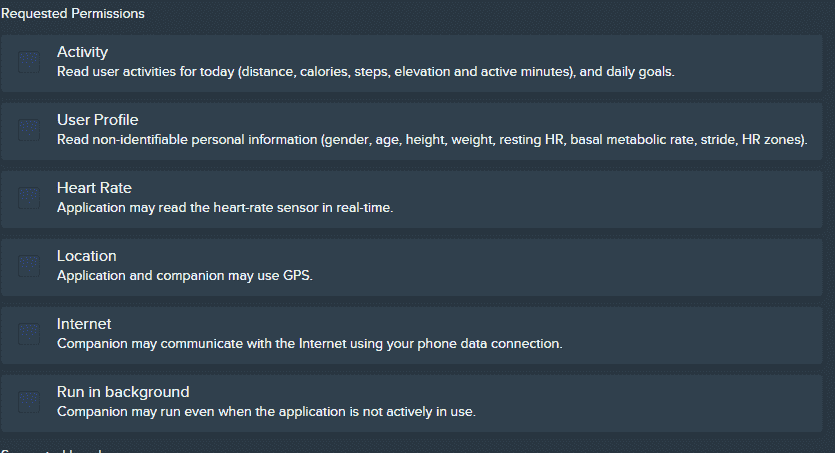 Requested Permissions
Activity
Read user activities for today (distance, calories, steps, elevation and active minutes), and daily goals.
User Profile
Read non-identifiable personal information (gender, age, height, weight, resting HR, basal metabolic rate, stride, HR zones).
Heart Rate
Application may read the heart-rate sensor in real-time.
Location
Application and companion may use GPS.
Internet
Companion may communicate with the Internet using your phone data connection.
Run in background
Companion may run even when the application is not actively in use.